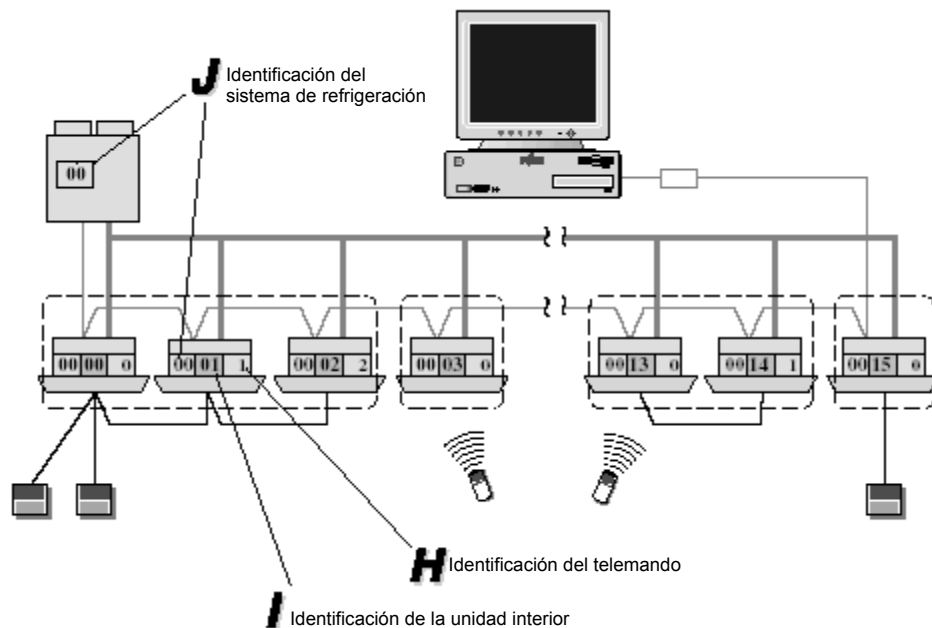 J Identificación del
sistema de refrigeración
00
00 00 0
00 01 1
00 02 2
00 03 0
00 13 0
00 14 1
00 15 0
H Identificación del telemando
I Identificación de la unidad interior